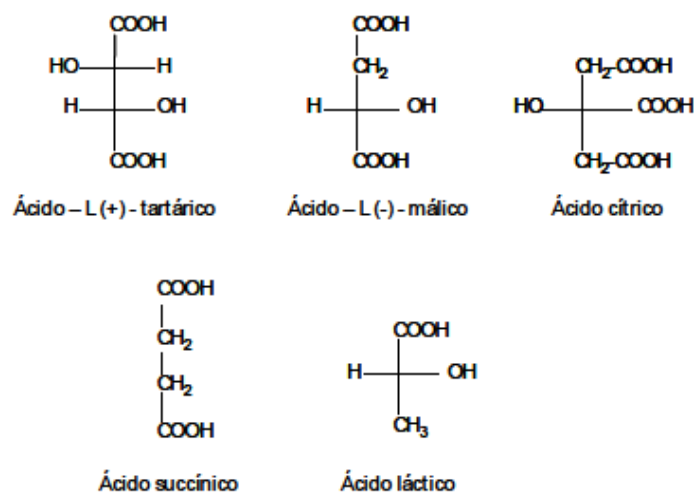 COOH COOH
HO H CH2 CH2-COOH
H OH H OH HO COOH
COOH COOH CH2-COOH
Ácido – L (+) - tartárico Ácido – L (-) - málico Ácido cítrico
COOH
COOH
CH2
H OH
CH2
COOH CH3
Ácido succínico Ácido láctico